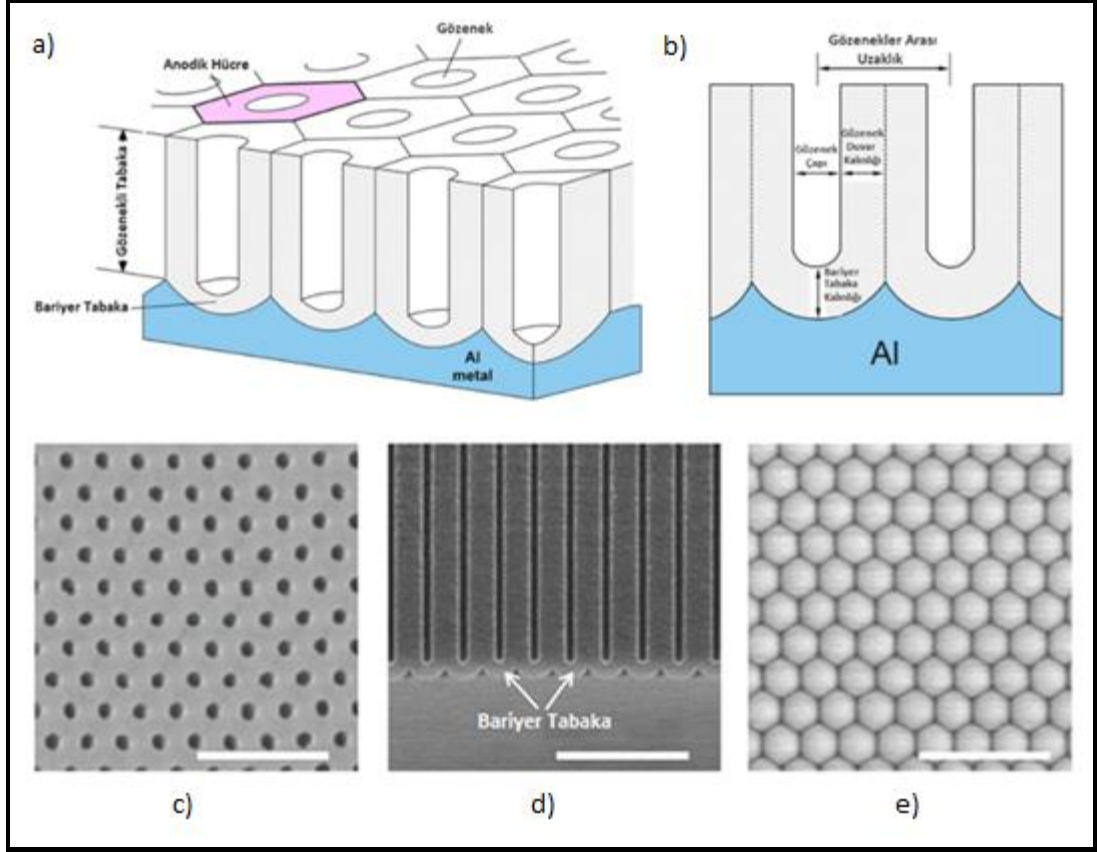 a)
Gözenek
Anodik Hücre
Gözenekli Tabaka
Bariyer Tabaka
Al
metal
b)
Gözenekler Arası
Uzaklık
Gözenek
Çapı
Gözenek
Duvar
Kalınlığı
Bariyer
Tabaka
Kalınlığı
Al
Bariyer Tabaka
c)
d)
e)